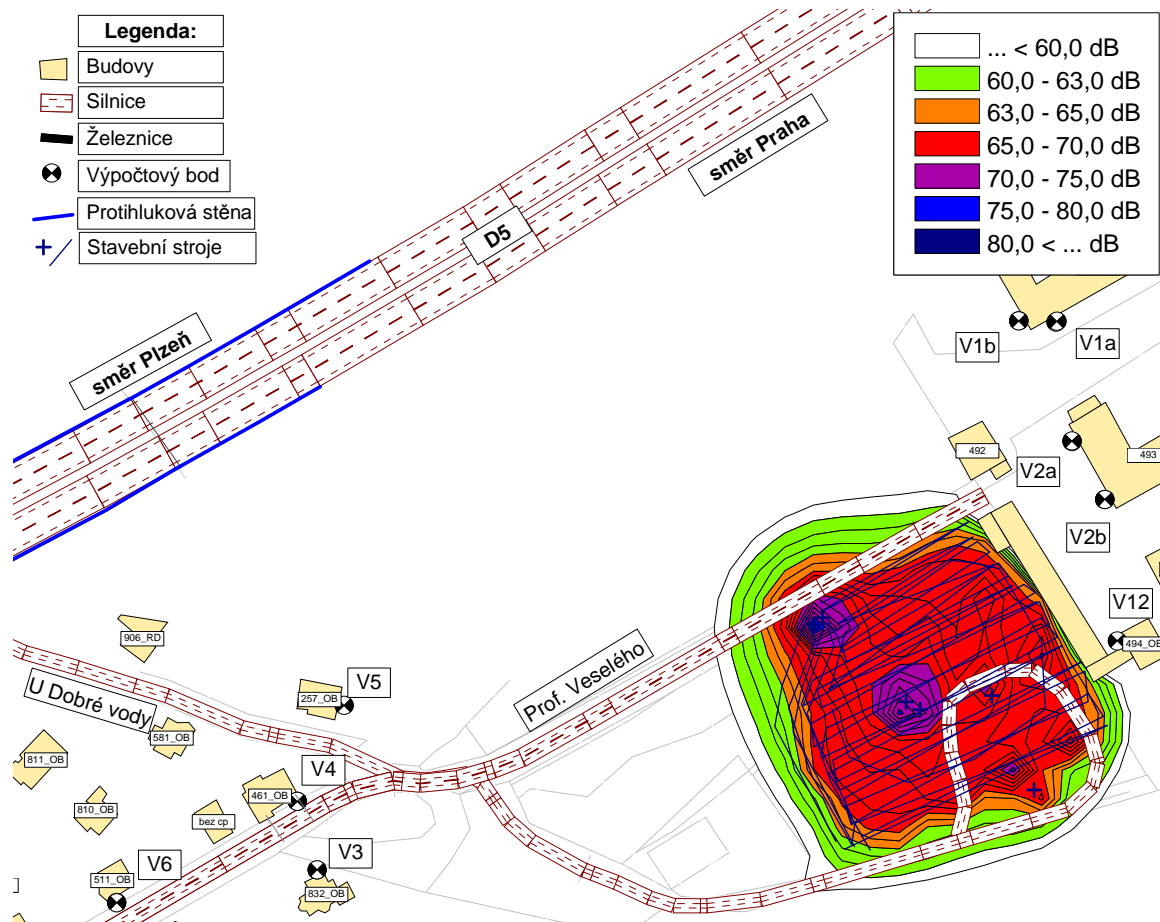 Legenda:
Budovy
Silnice
Železnice
Výpočtový bod
Protihluková stěna
Stavební stroje
... < 60,0 dB
60,0 - 63,0 dB
63,0 - 65,0 dB
65,0 - 70,0 dB
70,0 - 75,0 dB
75,0 - 80,0 dB
80,0 < ... dB
směr Praha
D5
směr Plzeň
V1b
V1a
492
493
V2a
V2b
V12
494_OB
906_RD
U Dobré vody
257_OB
V5
Prof. Veselého
581_OB
811_OB
V4
461_OB
810_OB
bez cp
V6
V3
511_OB
832_OB